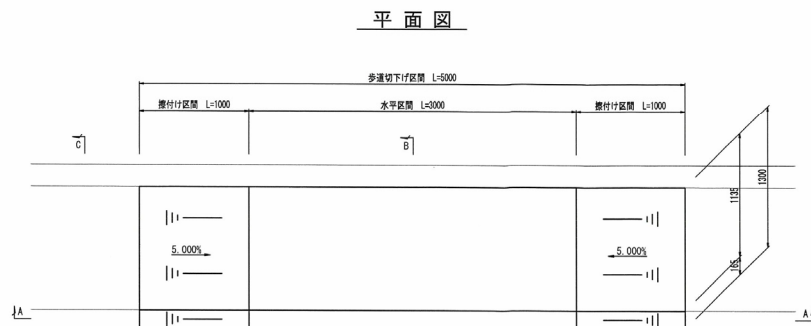 平面図
歩道切下げ区間 L=5000
擦付け区間 L=1000
水平区間 L=3000
擦付け区間 L=1000
C
B
1135
1300
165
5.000%
5.000%
A
A